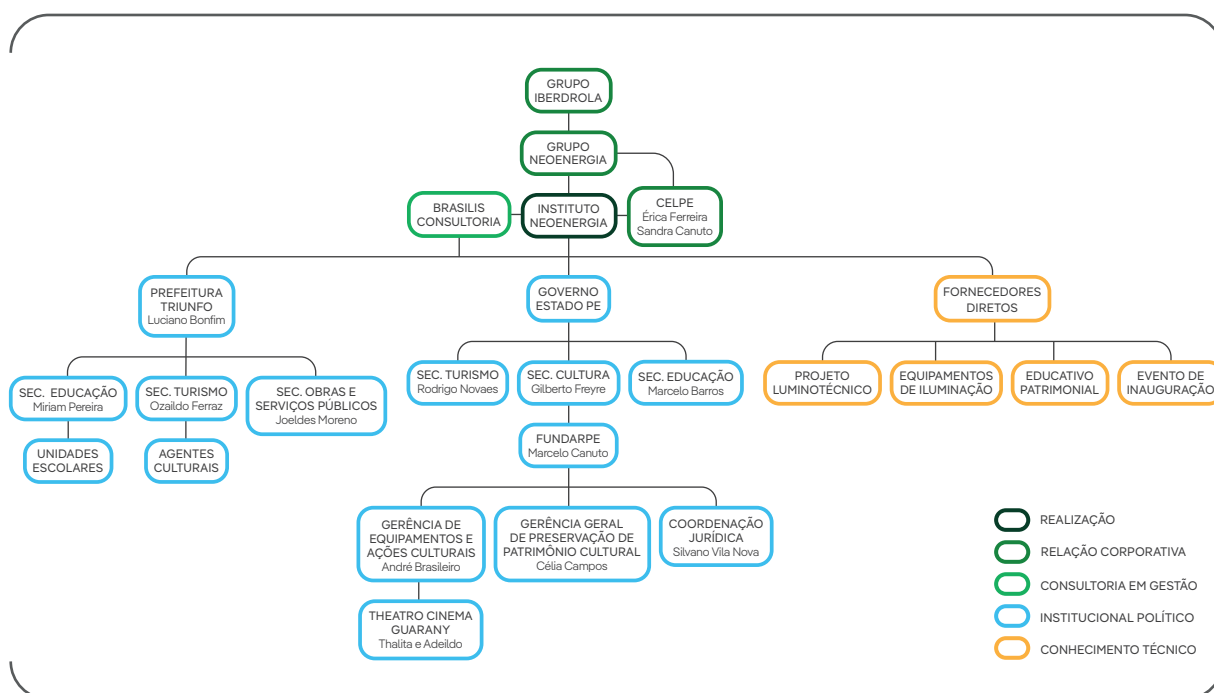 GRUPO
IBERDROLA
GRUPO
NEOENERGIA
BRASILIS
CONSULTORIA
INSTITUTO
NEOENERGIA
CELPE
Érica Ferreira
Sandra Canuto
PREFEITURA
TRIUNFO
Luciano Bonfim
GOVERNO
ESTADO PE
FORNECEDORES
DIRETOS
SEC. EDUCAÇÃO
Miriam Pereira
SEC. TURISMO
Ozaildo Ferraz
SEC. OBRAS E
SERVIÇOS PÚBLICOS
Joeldes Moreno
SEC. TURISMO
Rodrigo Novaes
SEC. CULTURA
Gilberto Freyre
SEC. EDUCAÇÃO
Marcelo Barros
PROJETO
LUMINOTÉCNICO
EQUIPAMENTOS
DE ILUMINAÇÃO
EDUCATIVO
PATRIMONIAL
EVENTO DE
INAUGURAÇÃO
UNIDADES
ESCOLARES
AGENTES
CULTURAIS
FUNDARPE
Marcelo Canuto
GERÊNCIA DE
EQUIPAMENTOS E
AÇÕES CULTURAIS
André Brasileiro
GERÊNCIA GERAL
DE PRESERVAÇÃO DE
PATRIMÔNIO CULTURAL
Célia Campos
COORDENAÇÃO
JURÍDICA
Silvano Vila Nova
THEATRO CINEMA
GUARANY
Thalita e Adeildo
REALIZAÇÃO
RELAÇÃO CORPORATIVA
CONSULTORIA EM GESTÃO
INSTITUCIONAL POLÍTICO
CONHECIMENTO TÉCNICO